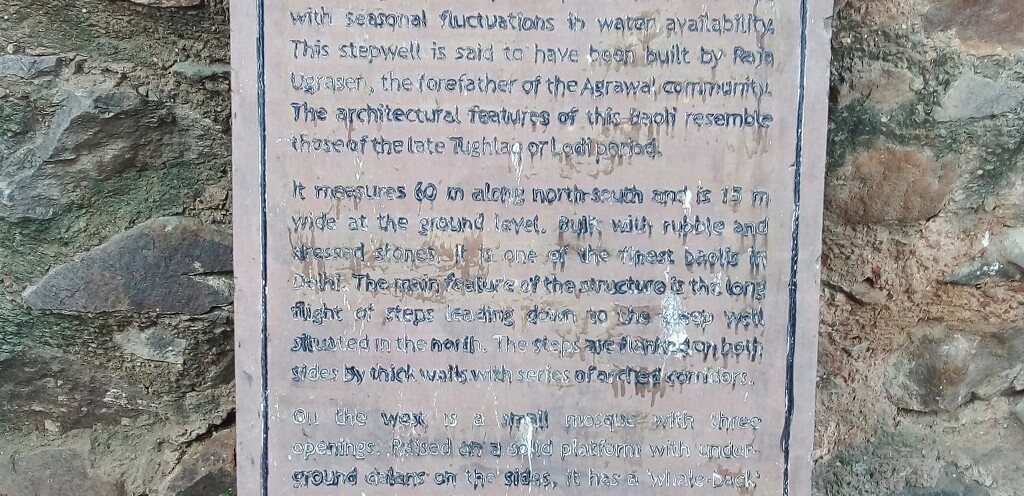 with seasonal fluctuations in water availability.
This stepwell is said to have been built by Raja
Ugrasen, the forefather of the Agrawal community.
The architectural features of this Baoli resemble
those of the late Tughlaq or Lodi period.
It measures 60 m along north-south and is 15 m
wide at the ground level. Built with rubble and
dressed stones, it is one of the finest baolis in
Delhi. The main feature of the structure is the long
flight of steps leading down to the deep well
situated in the north. The steps are flanked on both
sides by thick walls with series of arched corridors.
On the west is a small mosque with three
openings. Raised on a solid platform with under-
ground dalans on the sides, it has a 'whale-back'